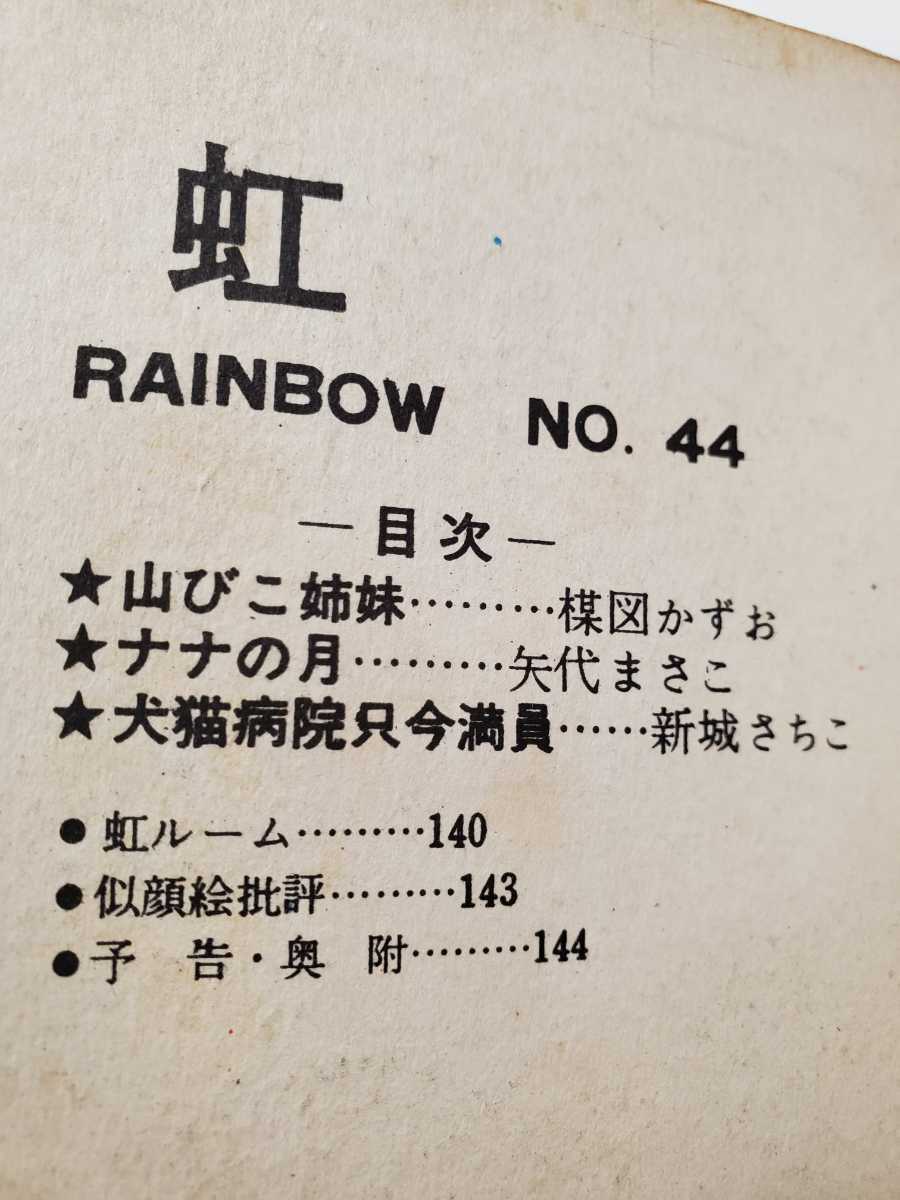 虹
RAINBOW NO. 44
—目次—
★山びこ姉妹………楳図かずお
★ナナの月………矢代まさこ
★犬猫病院只今満員……新城さちこ
●虹ルーム………140
●似顔絵批評………143
●予 告・奥 附………144